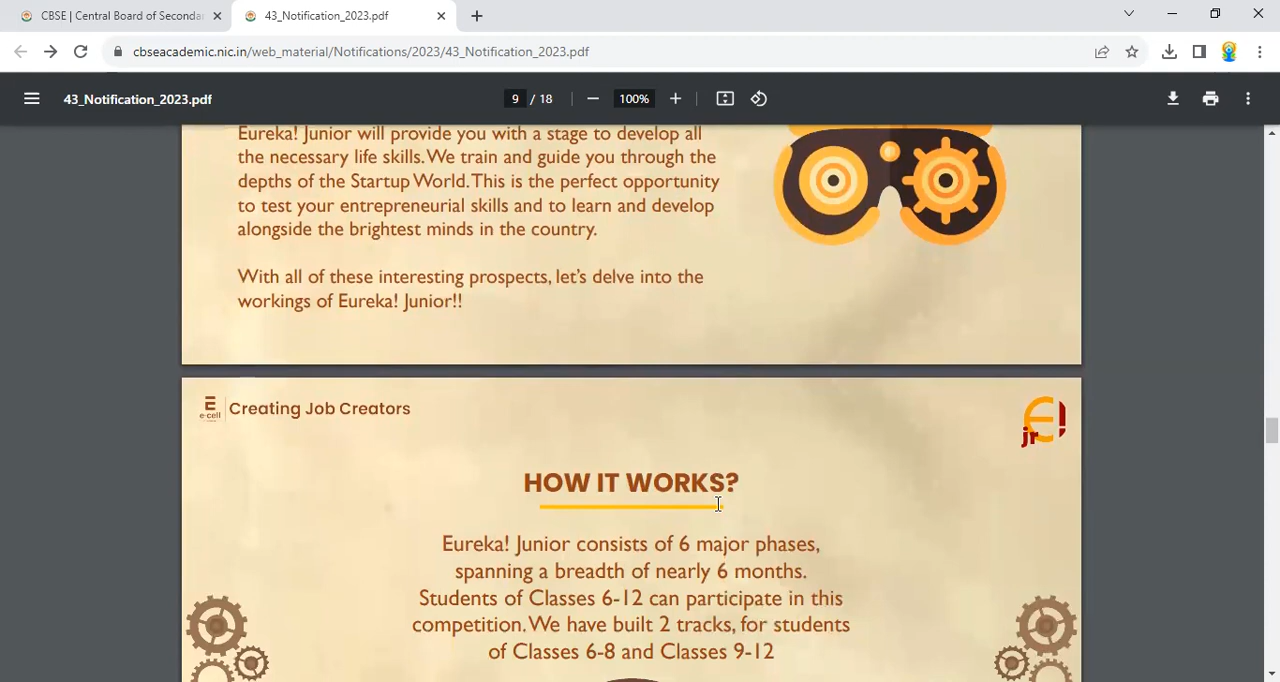 CBSE | Central Board of Seconda
43_Notification_2023.pdf
cbseacademic.nic.in/web_material/Notifications/2023/43_Notification_2023.pdf
43_Notification_2023.pdf
9 / 18
100%
Eureka! Junior will provide you with a stage to develop all
the necessary life skills. We train and guide you through the
depths of the Startup World. This is the perfect opportunity
to test your entrepreneurial skills and to learn and develop
alongside the brightest minds in the country.
With all of these interesting prospects, let's delve into the
workings of Eureka! Junior!!
E
e-cell
Creating Job Creators
E!
jr
HOW IT WORKS?
Eureka! Junior consists of 6 major phases,
spanning a breadth of nearly 6 months.
Students of Classes 6-12 can participate in this
competition. We have built 2 tracks, for students
of Classes 6-8 and Classes 9-12